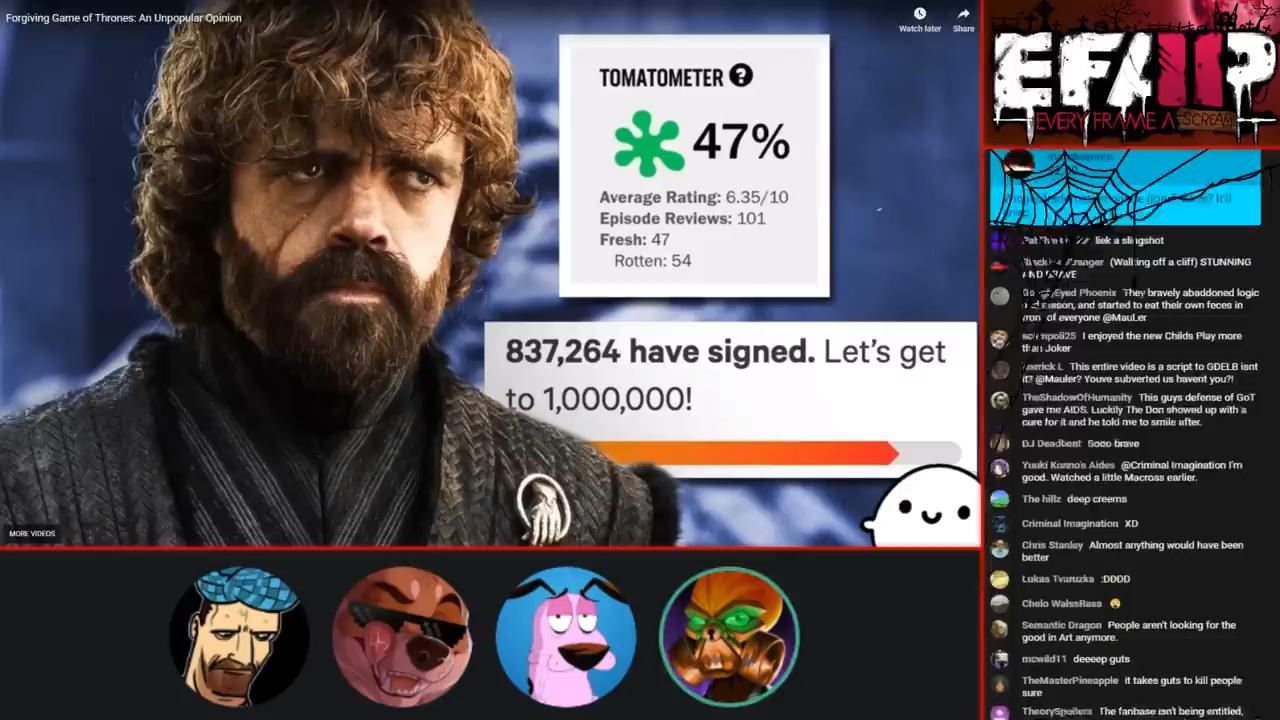 Forgiving Game of Thrones: An Unpopular Opinion
Watch later
Share
TOMATOMETER ?
47%
Average Rating: 6.35/10
Episode Reviews: 101
Fresh: 47
Rotten: 54
837,264 have signed. Let's get
to 1,000,000!
MORE VIDEOS
EFAP
EVERY FRAME A SCREAM
liek a slingshot
(Walking off a cliff) STUNNING
AND BRAVE
Eyed Phoenix They bravely abaddoned logic
and started to eat their own feces in
of everyone @MauLer
I enjoyed the new Childs Play more
than Joker
L This entire video is a script to GDELB isnt
it? @Mauler? Youve subverted us havent you?!
TheShadowOfHumanity This guys defense of GoT
gave me AIDS. Luckily The Don showed up with a
cure for it and he told me to smile after.
DJ Deadbeat Sooo brave
Yuuki Konno's Aides @Criminal Imagination I'm
good. Watched a little Macross earlier.
The hillz deep creems
Criminal Imagination XD
Chris Stanley Almost anything would have been
better
Lukas Tvaruzka :DDDD
Chelo WalssBasa 😮
Semantic Dragon People aren't looking for the
good in Art anymore.
mcwild11 deeeep guts
TheMasterPineapple it takes guts to kill people
sure
TheorySpoilers The fanbase isn't being entitled,